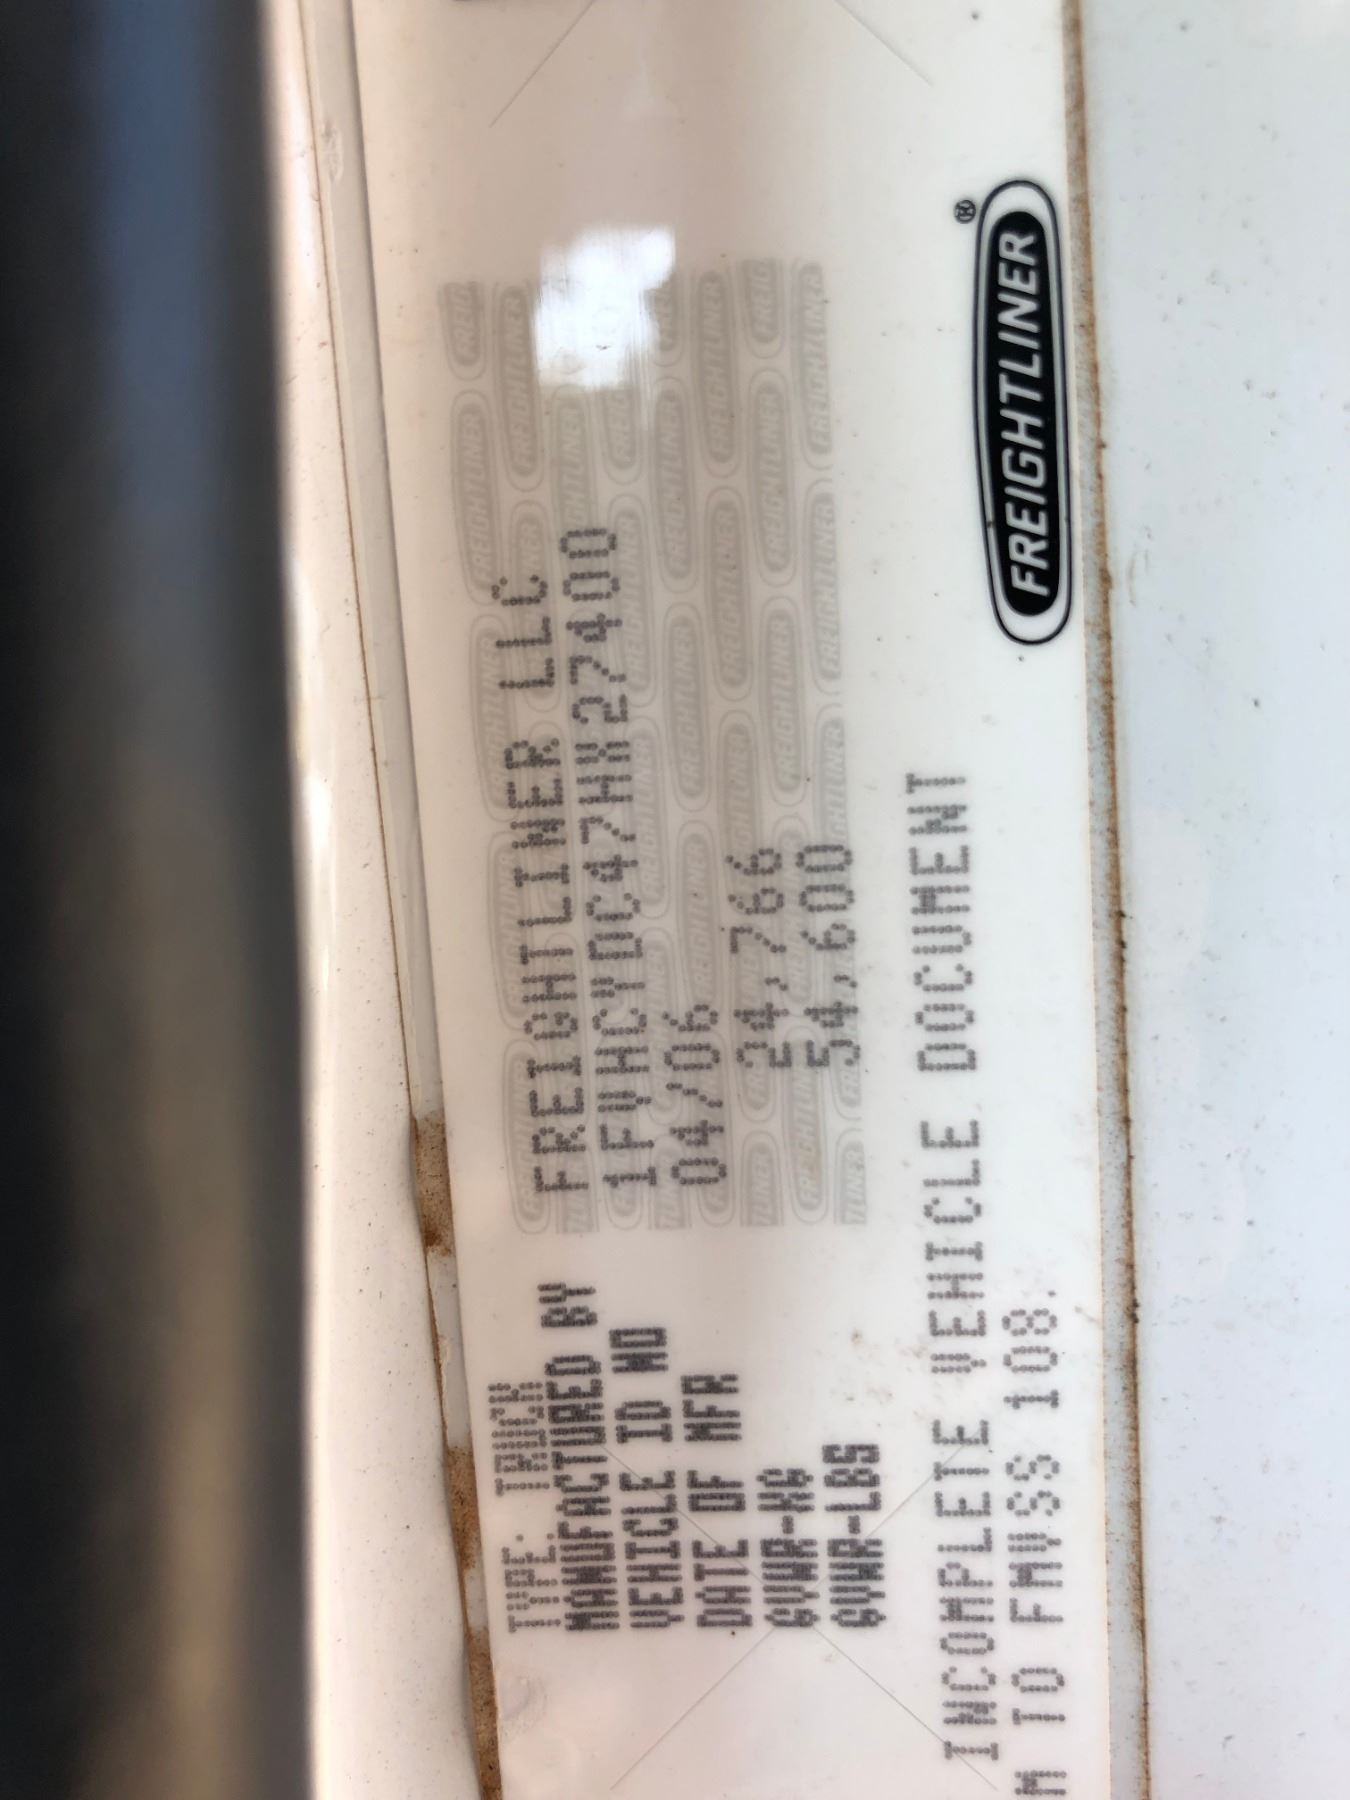 TYPE: TRUCK
MANUFACTURED BY FREIGHTLINER LLC
VEHICLE ID NO 1FVHCYDC47HX27400
DATE OF MFR 04/06
GVWR-KG 24,766
GVWR-LBS 54,600
INCOMPLETE VEHICLE DOCUMENT
M TO FMVSS 108.
FREIGHTLINER®